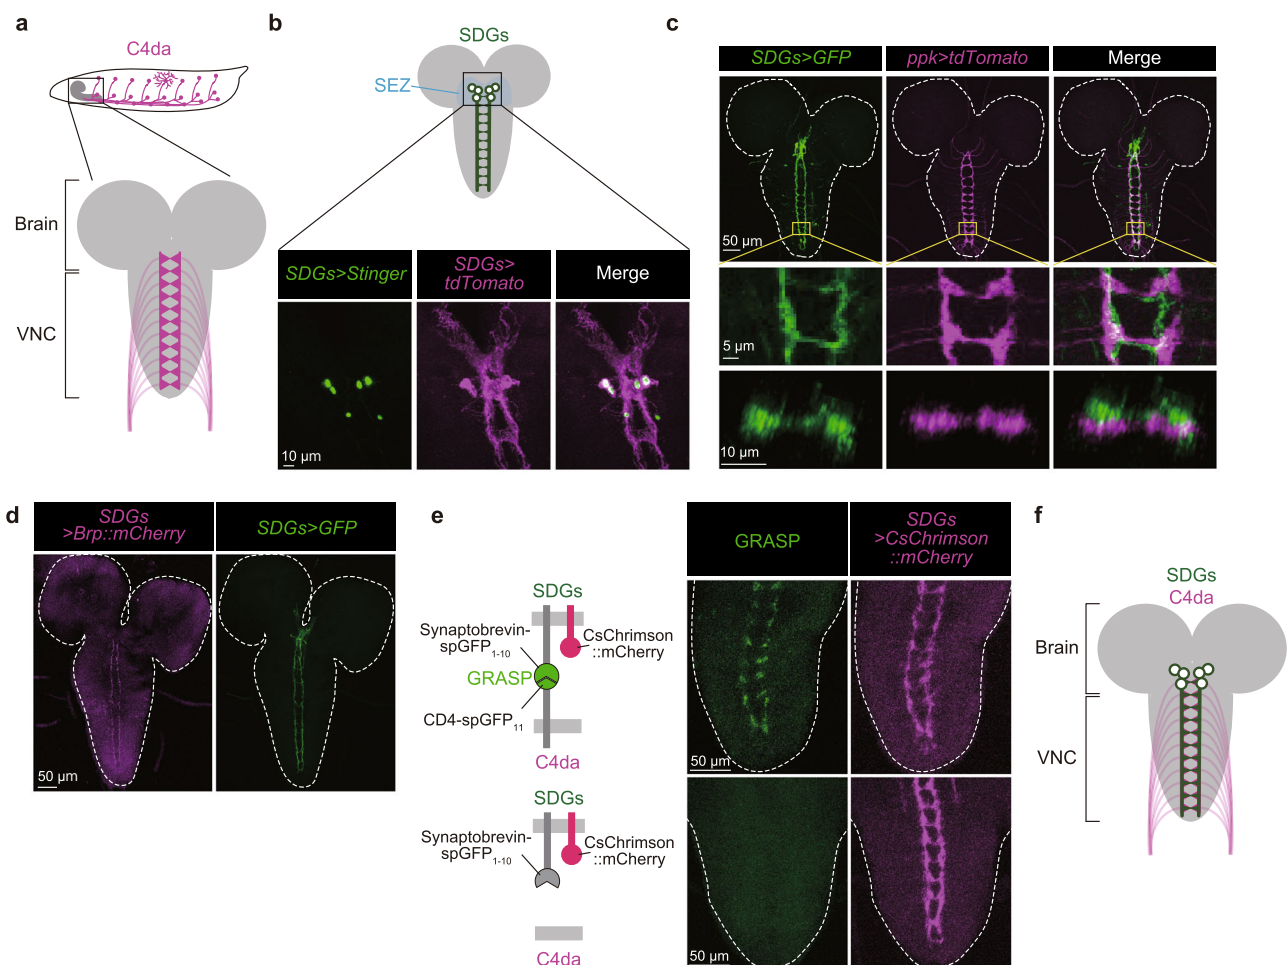 a
C4da
Brain
VNC
b
SDGs
SEZ
SDGs>Stinger
SDGs>
tdTomato
Merge
10 µm
c
SDGs>GFP
ppk>tdTomato
Merge
50 µm
5 µm
10 µm
d
SDGs
>Brp::mCherry
SDGs>GFP
50 µm
e
GRASP
SDGs
>CsChrimson
::mCherry
SDGs
Synaptobrevin-
spGFP1-10
CsChrimson
::mCherry
GRASP
CD4-spGFP11
C4da
50 µm
SDGs
Synaptobrevin-
spGFP1-10
CsChrimson
::mCherry
C4da
50 µm
f
SDGs
C4da
Brain
VNC